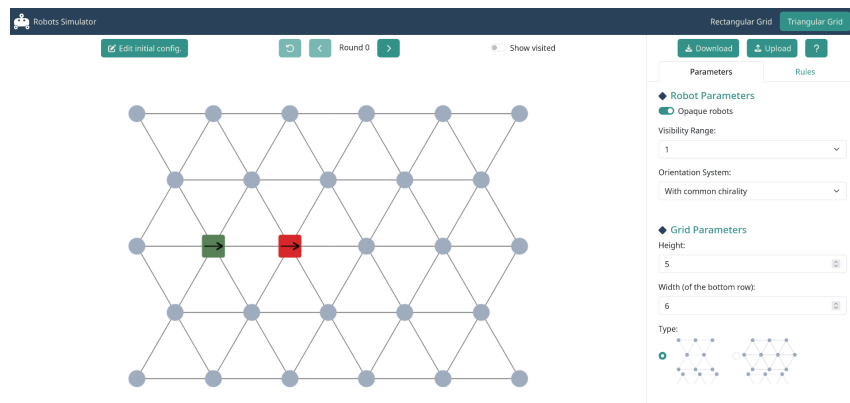 Robots Simulator
Rectangular Grid
Triangular Grid
Edit initial config.
Round 0
Show visited
Download
Upload
?
Parameters
Rules
Robot Parameters
Opaque robots
Visibility Range:
1
Orientation System:
With common chirality
Grid Parameters
Height:
5
Width (of the bottom row):
6
Type: